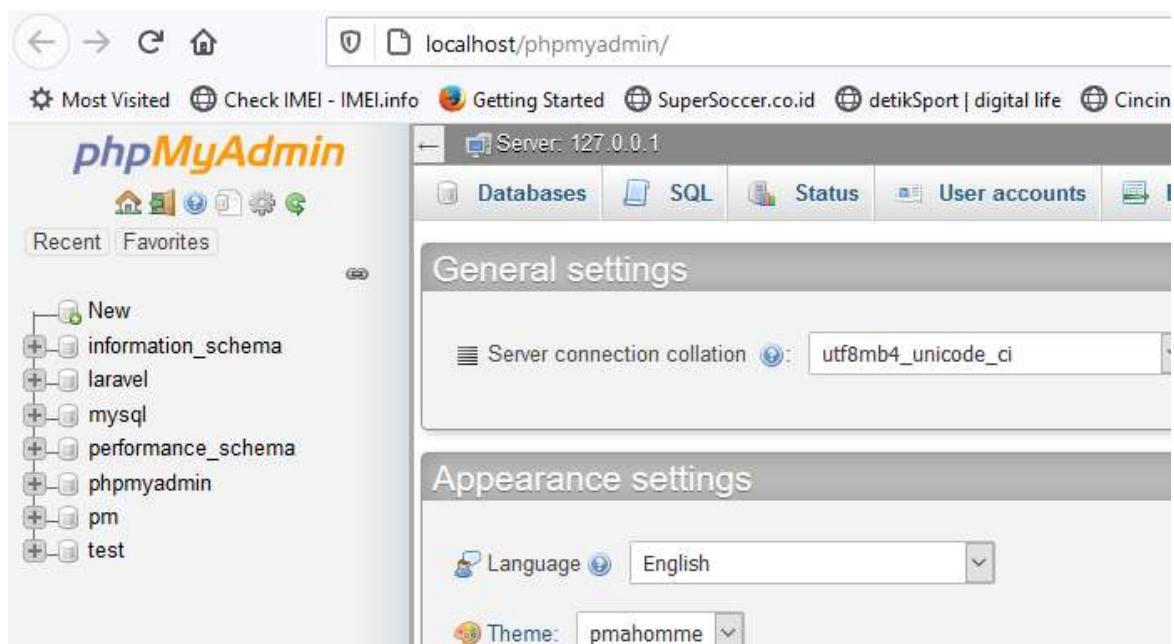 localhost/phpmyadmin/
Most Visited Check IMEI - IMEI.info Getting Started SuperSoccer.co.id detikSport | digital life Cincin
phpMyAdmin
Recent Favorites
New
information_schema
laravel
mysql
performance_schema
phpmyadmin
pm
test
Server: 127.0.0.1
Databases SQL Status User accounts
General settings
Server connection collation : utf8mb4_unicode_ci
Appearance settings
Language English
Theme: pmahomme